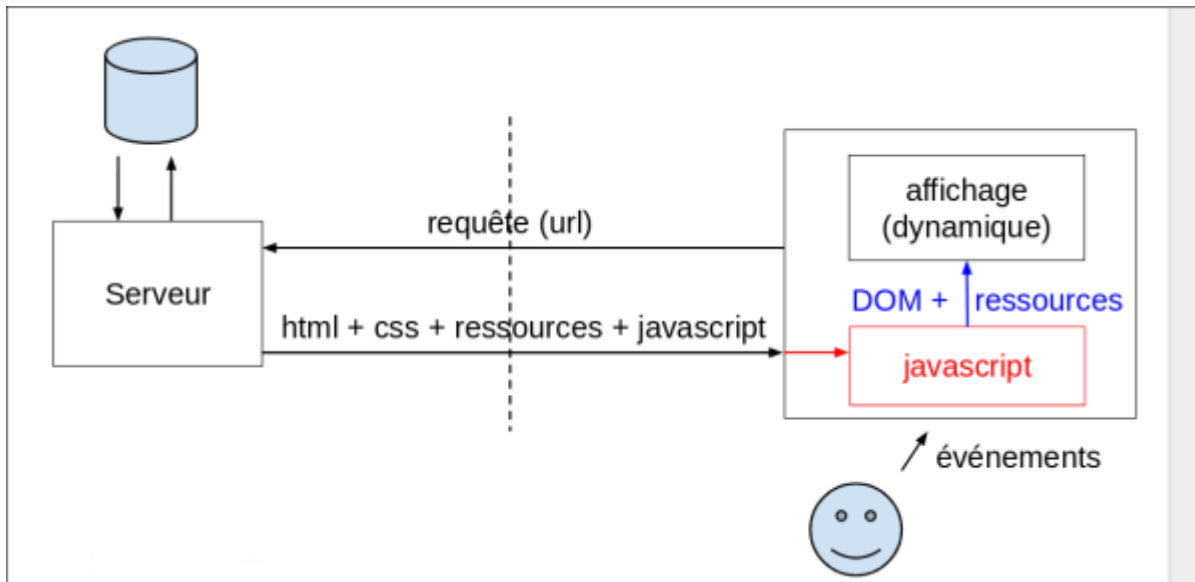 affichage
(dynamique)
requête (url)
Serveur
DOM + ressources
html + css + ressources + javascript
javascript
événements